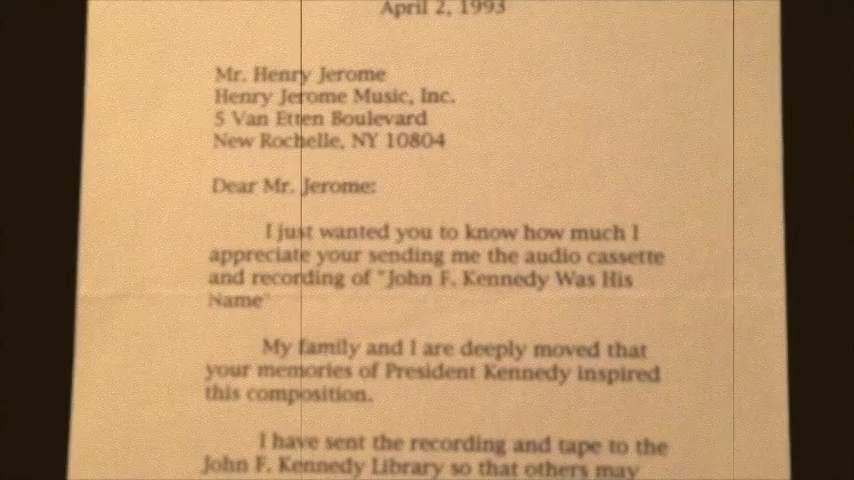 April 2, 1993
Mr. Henry Jerome
Henry Jerome Music, Inc.
5 Van Etten Boulevard
New Rochelle, NY 10804
Dear Mr. Jerome:
I just wanted you to know how much I
appreciate your sending me the audio cassette
and recording of "John F. Kennedy Was His
Name"
My family and I are deeply moved that
your memories of President Kennedy inspired
this composition.
I have sent the recording and tape to the
John F. Kennedy Library so that others may